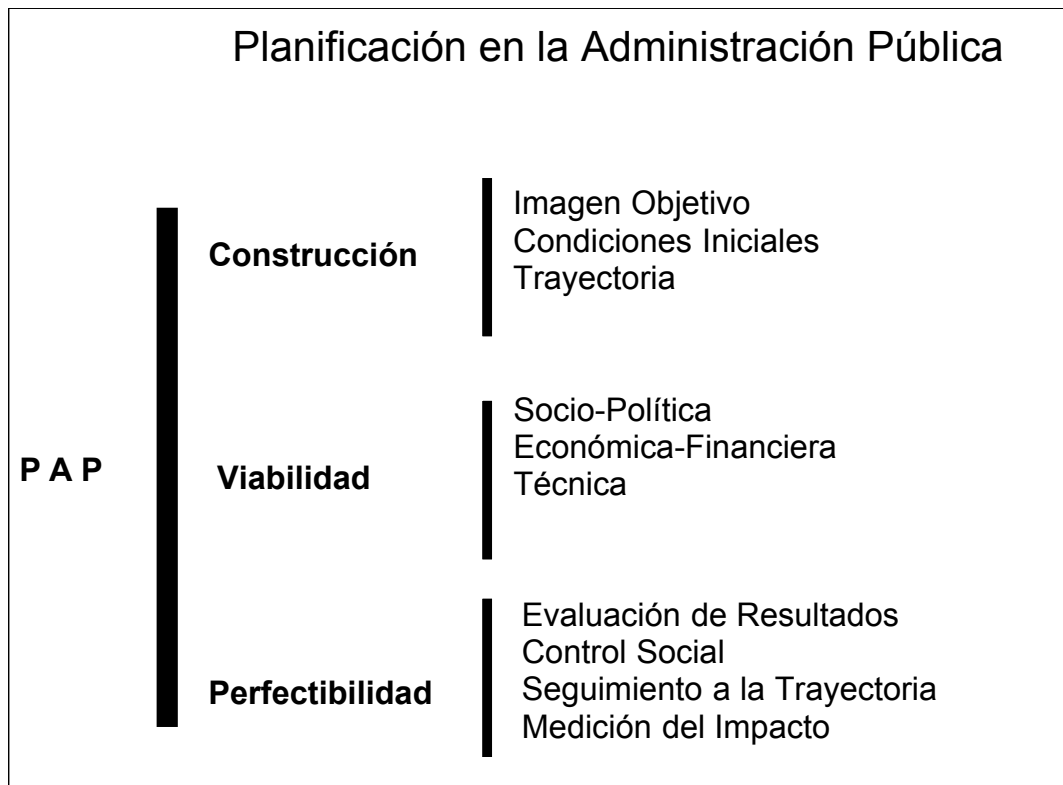 Planificación en la Administración Pública
P A P
Construcción
Imagen Objetivo
Condiciones Iniciales
Trayectoria
Viabilidad
Socio-Política
Económica-Financiera
Técnica
Perfectibilidad
Evaluación de Resultados
Control Social
Seguimiento a la Trayectoria
Medición del Impacto